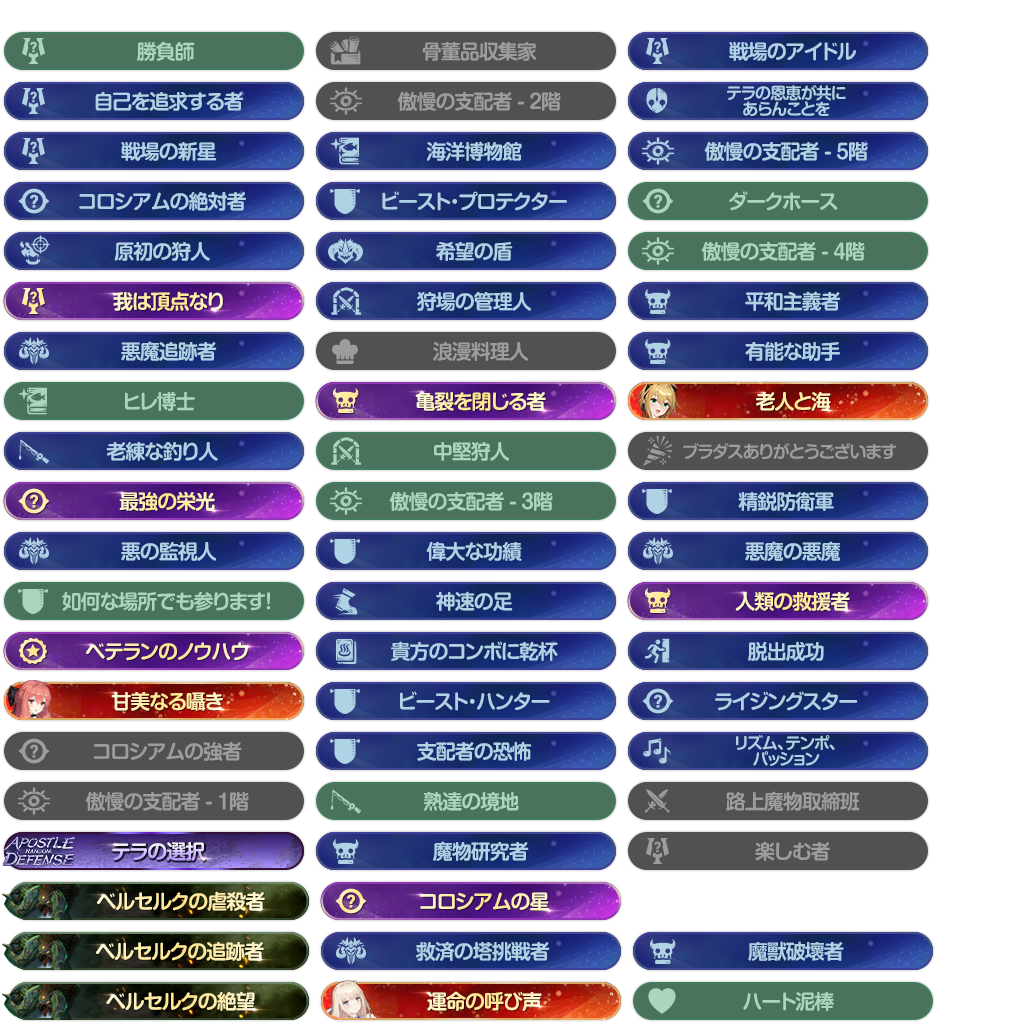 勝負師
骨董品収集家
戦場のアイドル
自己を追求する者
傲慢の支配者 - 2階
テラの恩恵が共に
あらんことを
戦場の新星
海洋博物館
傲慢の支配者 - 5階
コロシアムの絶対者
ビースト・プロテクター
ダークホース
原初の狩人
希望の盾
傲慢の支配者 - 4階
我は頂点なり
狩場の管理人
平和主義者
悪魔追跡者
浪漫料理人
有能な助手
ヒレ博士
亀裂を閉じる者
老人と海
老練な釣り人
中堅狩人
ブラダスありがとうございます
最強の栄光
傲慢の支配者 - 3階
精鋭防衛軍
悪の監視人
偉大な功績
悪魔の悪魔
如何な場所でも参ります!
神速の足
人類の救援者
ベテランのノウハウ
貴方のコンボに乾杯
脱出成功
甘美なる囁き
ビースト・ハンター
ライジングスター
コロシアムの強者
支配者の恐怖
リズム、テンポ、
パッション
傲慢の支配者 - 1階
熟達の境地
路上魔物取締班
APOSTLE
RANDOM
DEFENSE
テラの選択
魔物研究者
楽しむ者
ベルセルクの虐殺者
コロシアムの星
ベルセルクの追跡者
救済の塔挑戦者
魔獣破壊者
ベルセルクの絶望
運命の呼び声
ハート泥棒